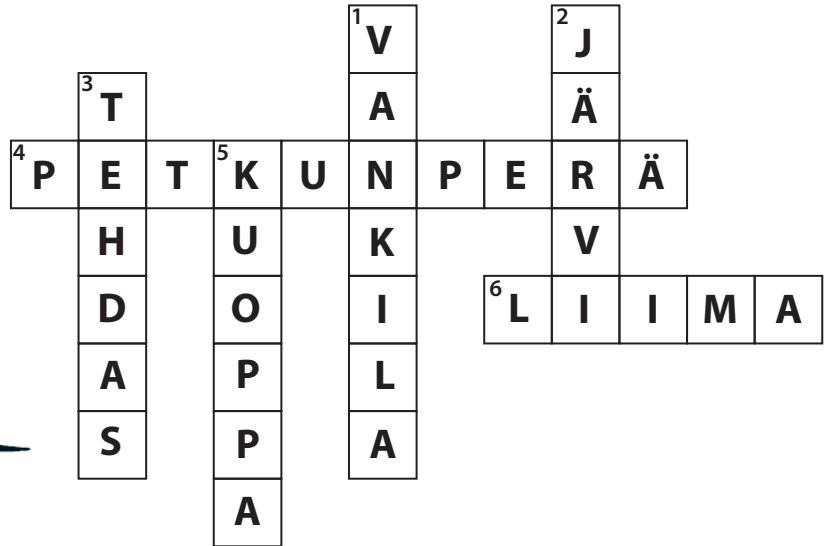 1 V 2 J
3 T A Ä
4 P E T 5 K U N P E R Ä
H U K V
D O I 6 L I I M A
A P L
S P A
A